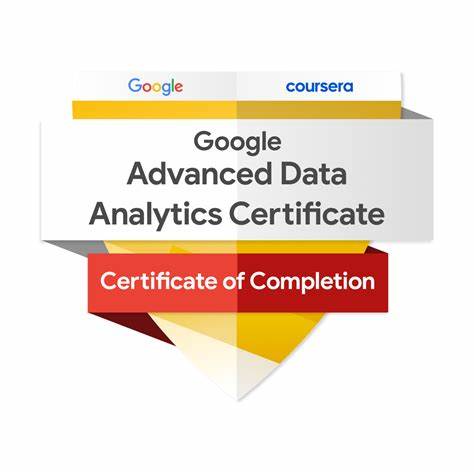 Google coursera
Google
Advanced Data
Analytics Certificate
Certificate of Completion